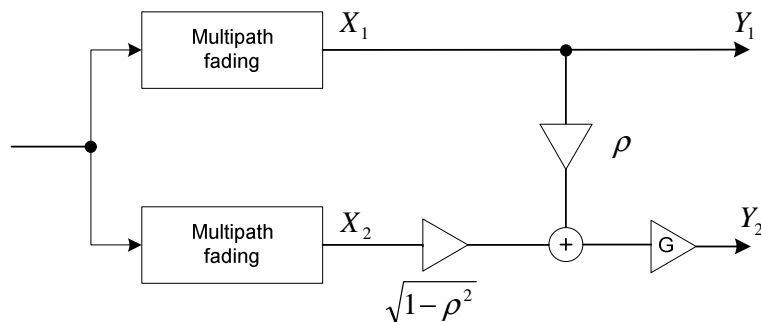 Multipath
fading
X₁
Y₁
ρ
Multipath
fading
X₂
+
G
Y₂
√1 − ρ²